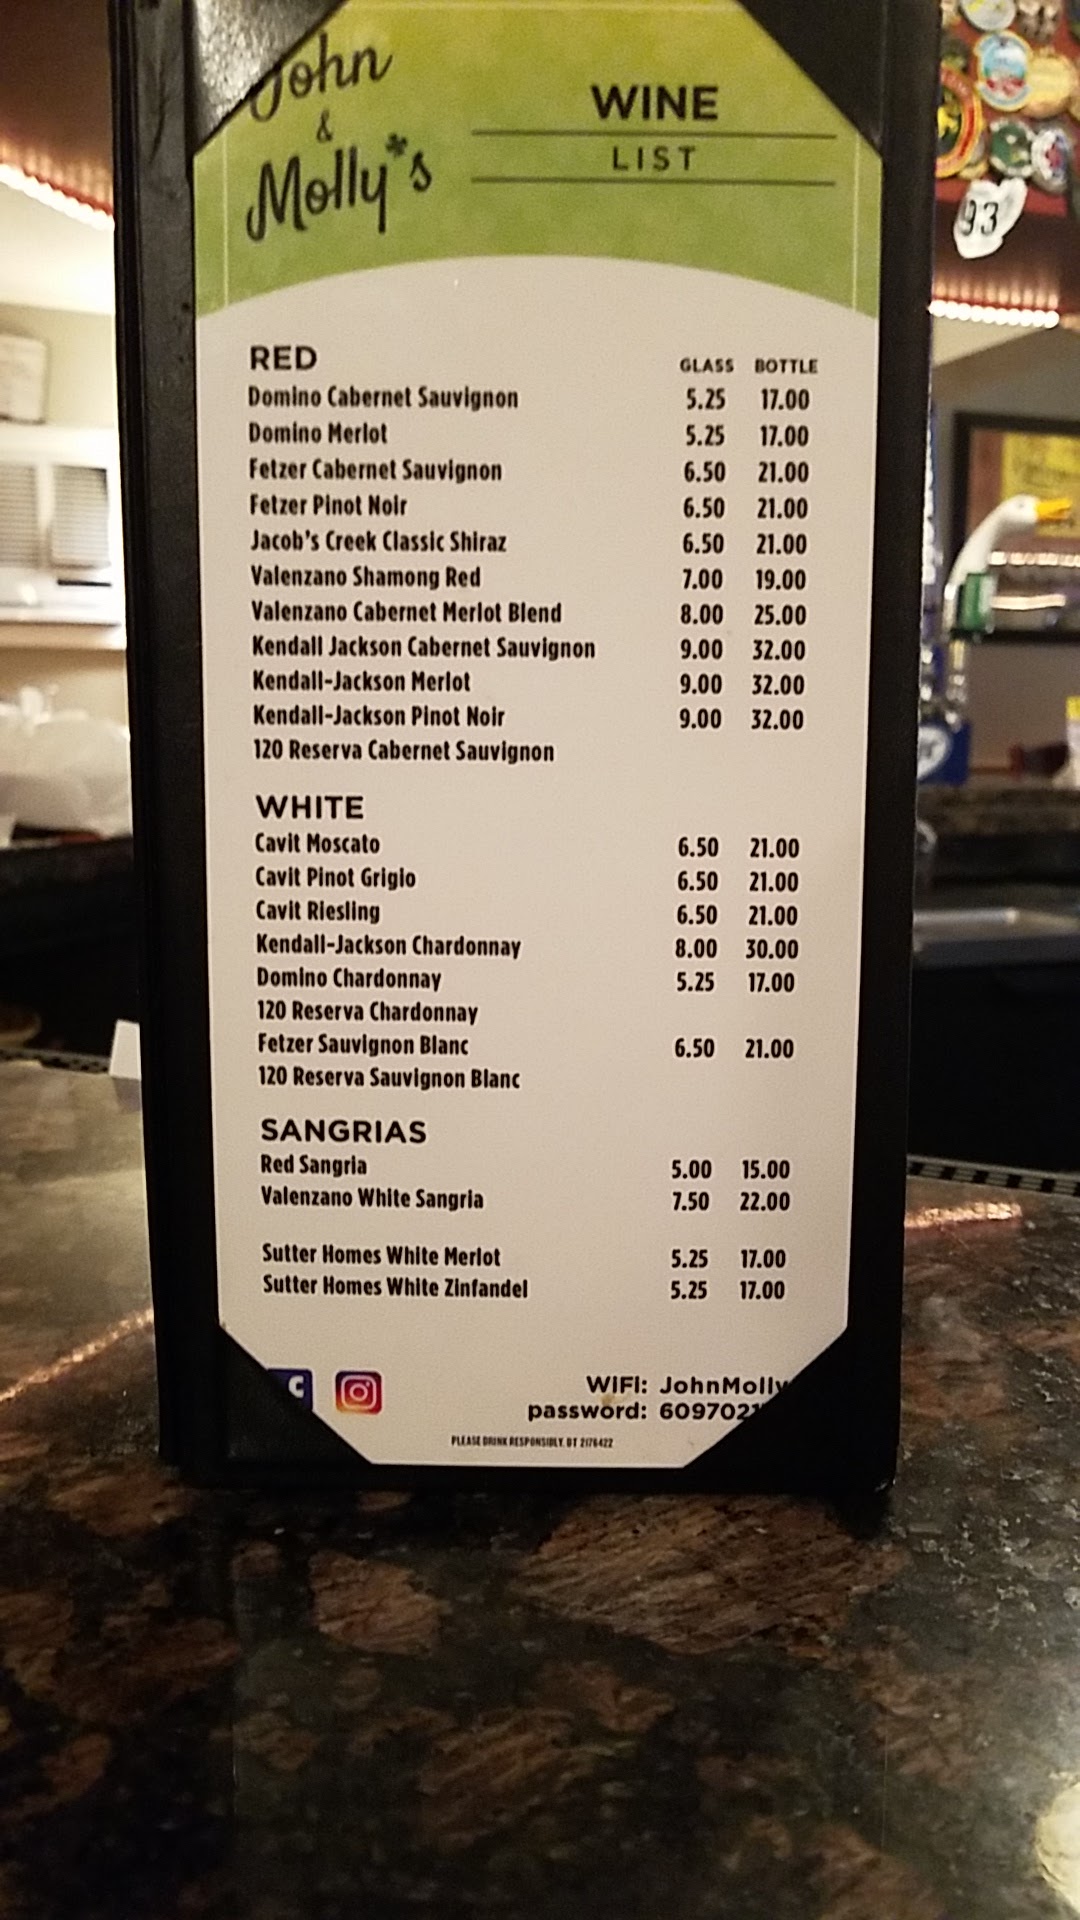 John
&
Molly's
WINE
LIST
RED GLASS BOTTLE
Domino Cabernet Sauvignon 5.25 17.00
Domino Merlot 5.25 17.00
Fetzer Cabernet Sauvignon 6.50 21.00
Fetzer Pinot Noir 6.50 21.00
Jacob's Creek Classic Shiraz 6.50 21.00
Valenzano Shamong Red 7.00 19.00
Valenzano Cabernet Merlot Blend 8.00 25.00
Kendall Jackson Cabernet Sauvignon 9.00 32.00
Kendall-Jackson Merlot 9.00 32.00
Kendall-Jackson Pinot Noir 9.00 32.00
120 Reserva Cabernet Sauvignon
WHITE
Cavit Moscato 6.50 21.00
Cavit Pinot Grigio 6.50 21.00
Cavit Riesling 6.50 21.00
Kendall-Jackson Chardonnay 8.00 30.00
Domino Chardonnay 5.25 17.00
120 Reserva Chardonnay
Fetzer Sauvignon Blanc 6.50 21.00
120 Reserva Sauvignon Blanc
SANGRIAS
Red Sangria 5.00 15.00
Valenzano White Sangria 7.50 22.00
Sutter Homes White Merlot 5.25 17.00
Sutter Homes White Zinfandel 5.25 17.00
WIFI: JohnMolly
password: 609702
PLEASE DRINK RESPONSIBLY. DT 2176422
93